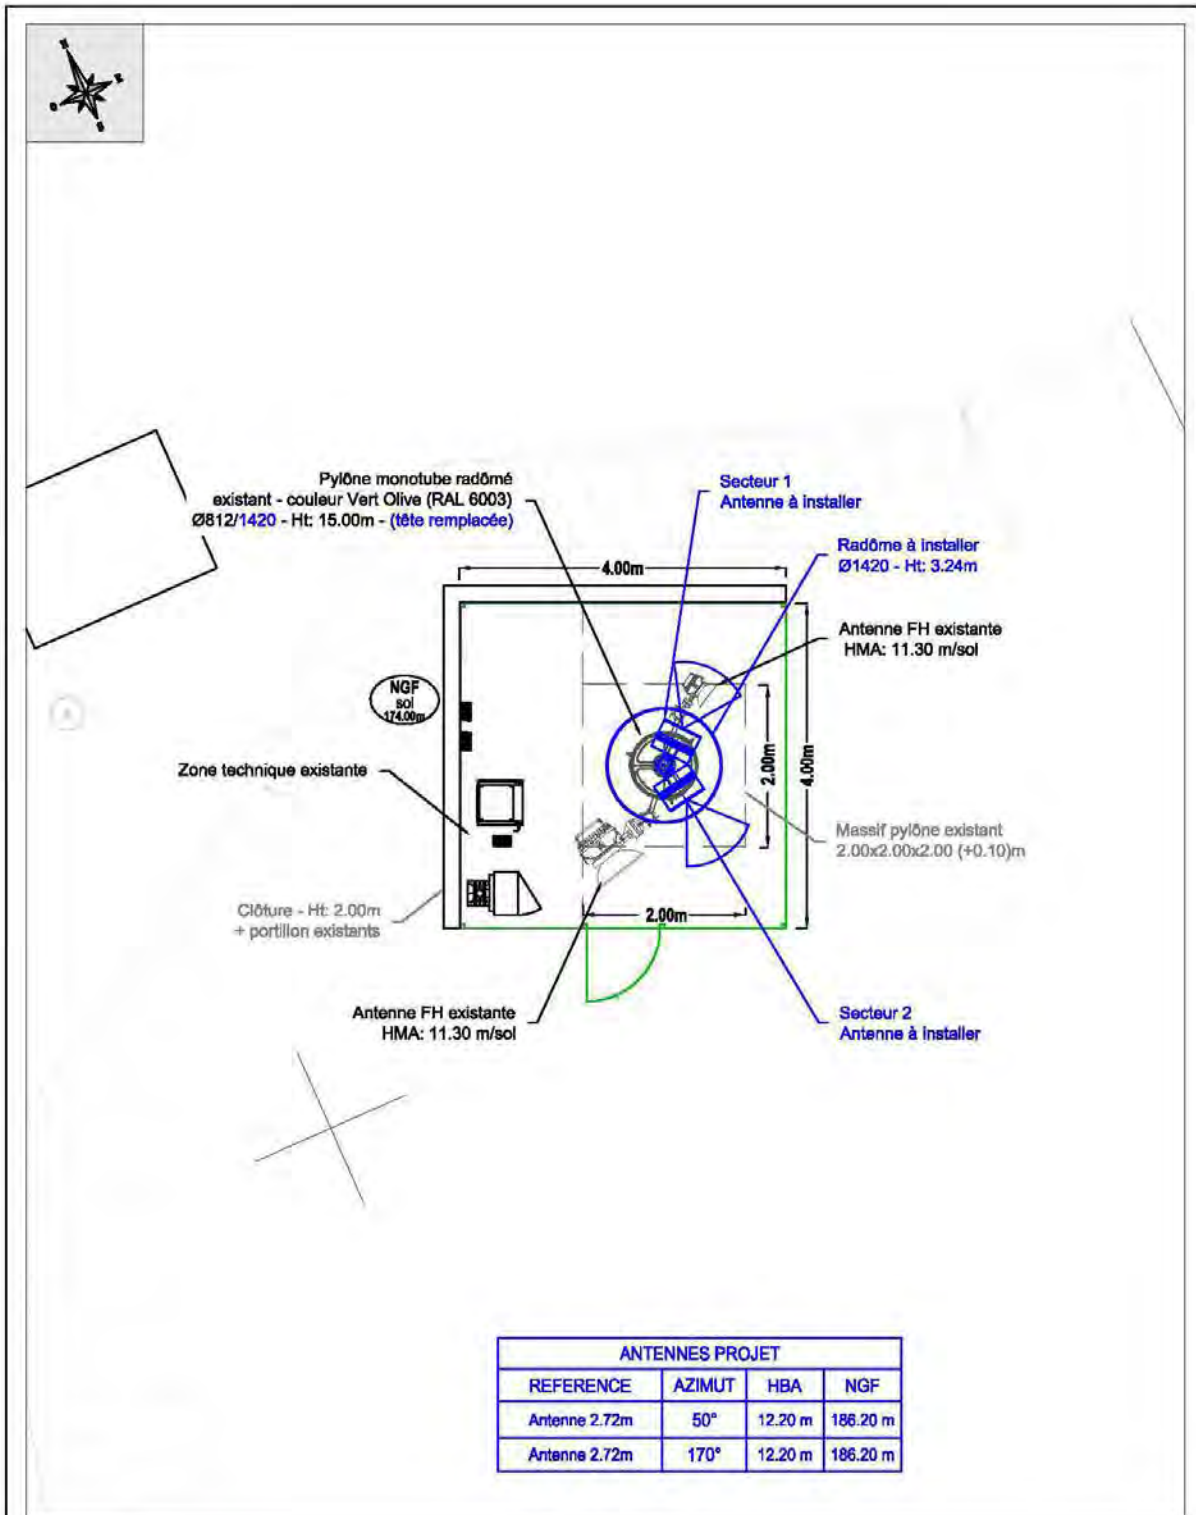 N
E
O
S
Pylône monotube radômé
existant - couleur Vert Olive (RAL 6003)
Ø812/1420 - Ht: 15.00m - (tête remplacée)
Secteur 1
Antenne à installer
Radôme à installer
Ø1420 - Ht: 3.24m
4.00m
Antenne FH existante
HMA: 11.30 m/sol
NGF
sol
174.00m
Zone technique existante
2.00m
4.00m
Massif pylône existant
2.00x2.00x2.00 (+0.10)m
Clôture - Ht: 2.00m
+ portillon existants
2.00m
Antenne FH existante
HMA: 11.30 m/sol
Secteur 2
Antenne à installer
ANTENNES PROJET
REFERENCE AZIMUT HBA NGF
Antenne 2.72m 50° 12.20 m 186.20 m
Antenne 2.72m 170° 12.20 m 186.20 m